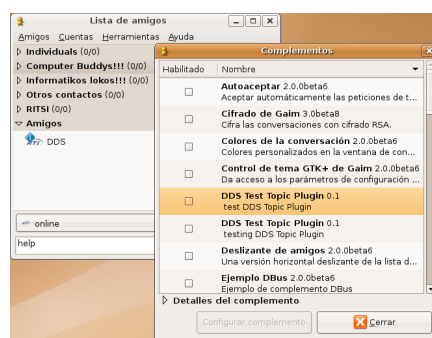 Lista de amigos
Amigos Cuentas Herramientas Ayuda
Individuals (0/0)
Computer Buddys!!! (0/0)
Informatikos lokos!!! (0/0)
Otros contactos (0/0)
RITSI (0/0)
Amigos
DDS
online
help
Complementos
Habilitado Nombre
Autoaceptar 2.0.0beta6
Aceptar automáticamente las peticiones de t...
Cifrado de Gaim 3.0beta8
Cifra las conversaciones con cifrado RSA.
Colores de la conversación 2.0.0beta6
Colores personalizados en la ventana de con...
Control de tema GTK+ de Gaim 2.0.0beta6
Da acceso a los parámetros de configuración ...
DDS Test Topic Plugin 0.1
test DDS Topic Plugin
DDS Test Topic Plugin 0.1
testing DDS Topic Plugin
Deslizante de amigos 2.0.0beta6
Una versión horizontal deslizante de la lista d...
Ejemplo DBus 2.0.0beta6
Ejemplo de complemento DBus
Detalles del complemento
Configurar complemento Cerrar